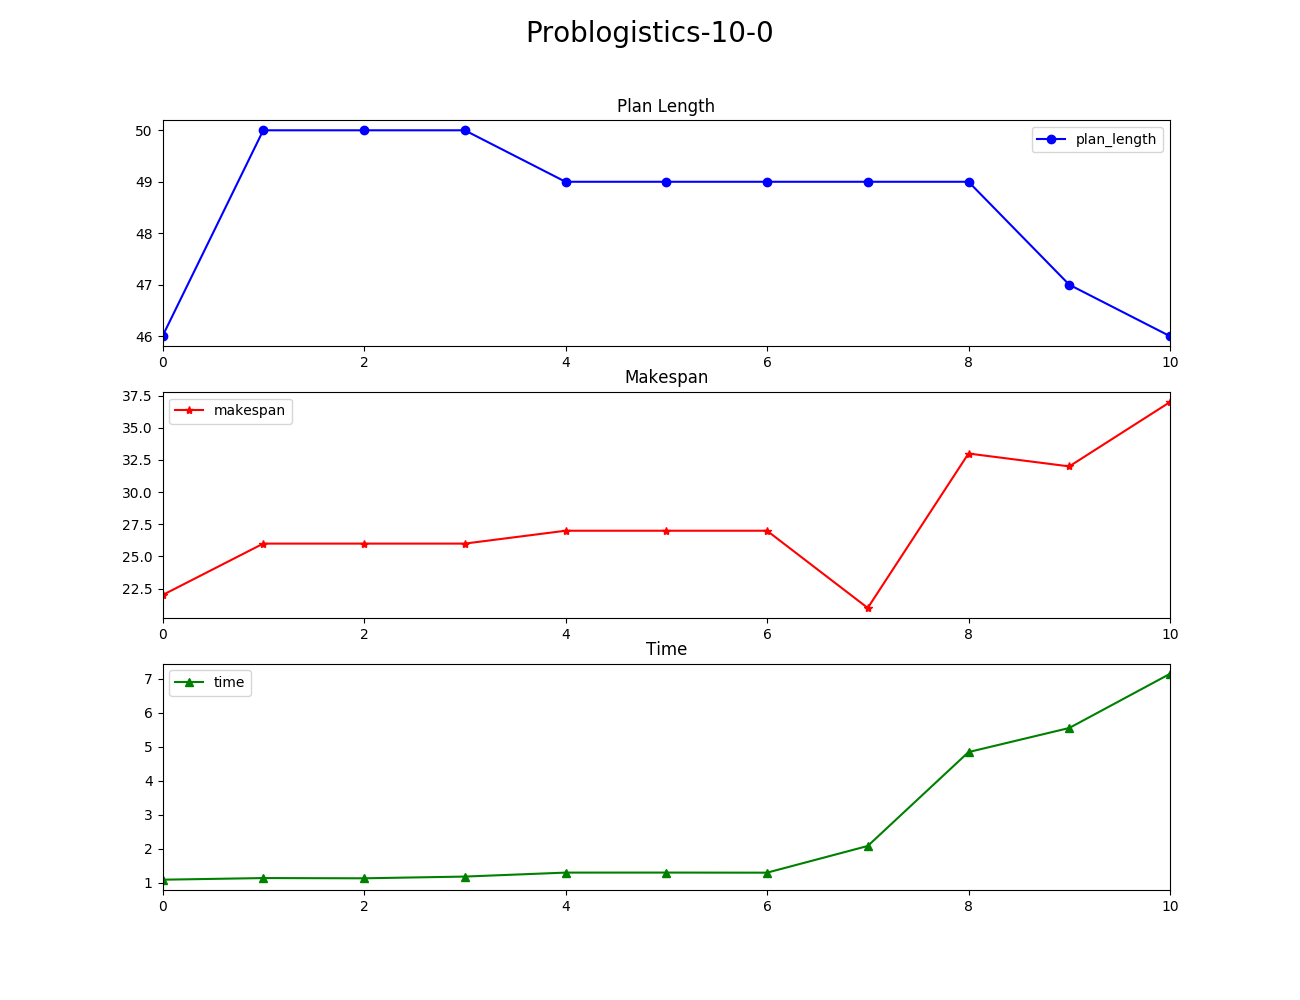 Problogistics-10-0
Plan Length
50
49
48
47
46
plan_length
0 2 4 6 8 10
Makespan
37.5
35.0
32.5
30.0
27.5
25.0
22.5
makespan
0 2 4 6 8 10
Time
7
6
5
4
3
2
1
time
0 2 4 6 8 10